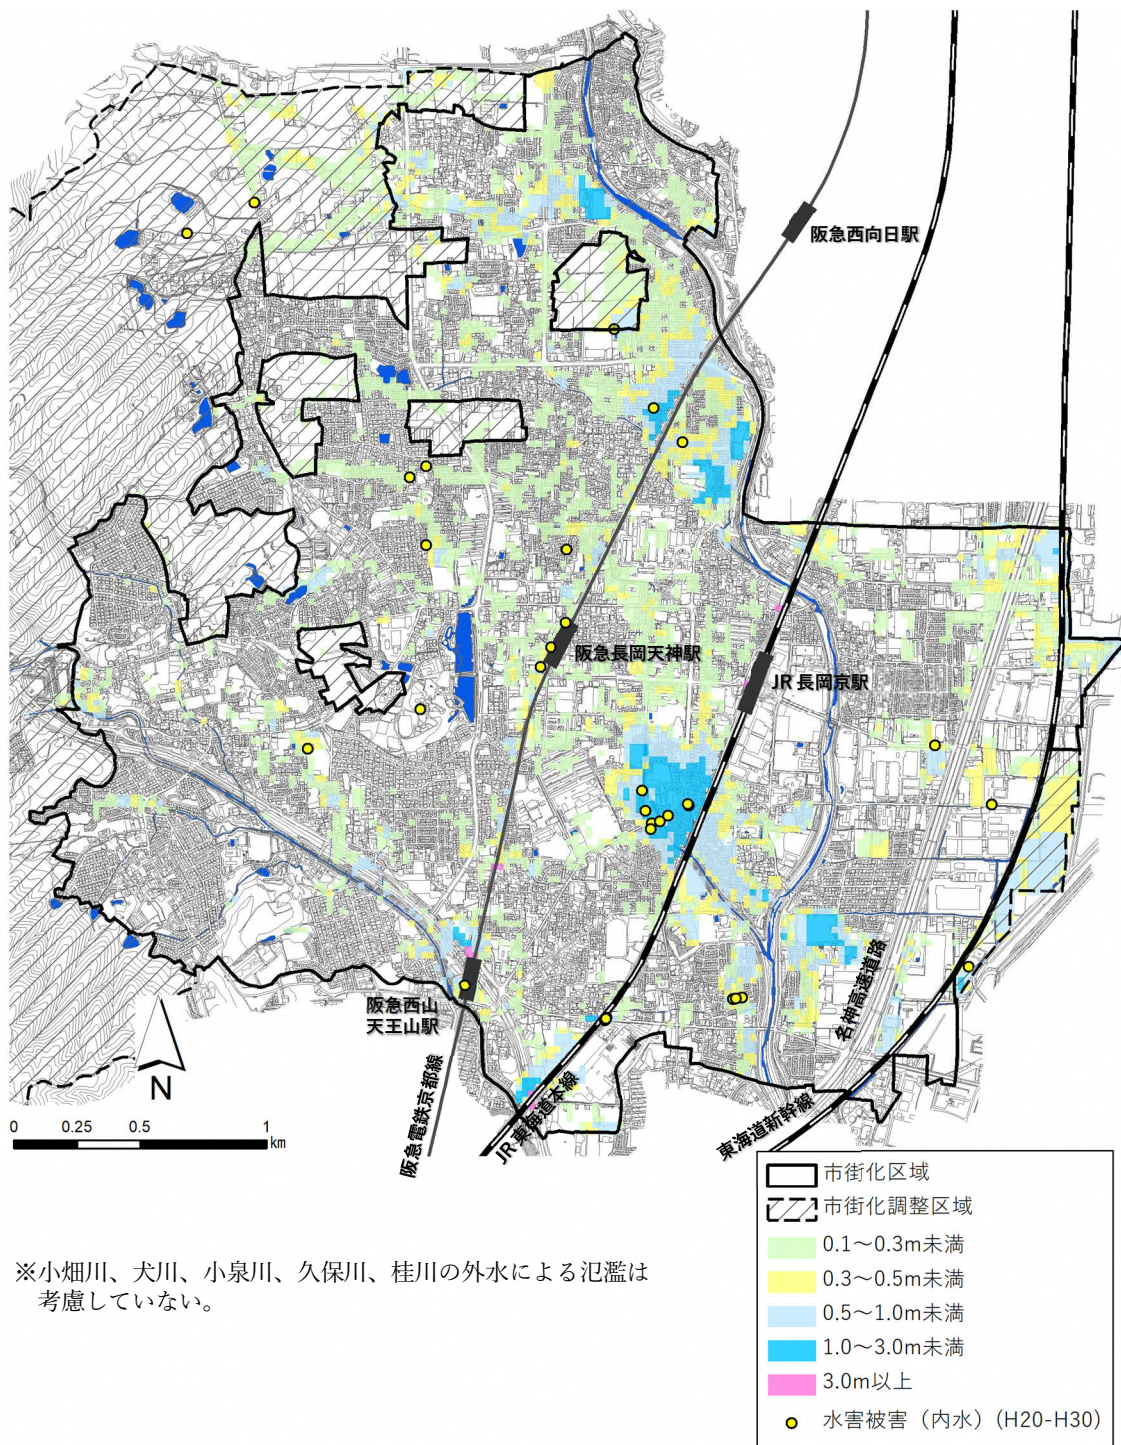 阪急西向日駅
阪急長岡天神駅
JR 長岡京駅
名神高速道路
阪急西山
天王山駅
阪急電鉄京都線
JR 東海道本線
東海道新幹線
N
0 0.25 0.5 1
km
市街化区域
市街化調整区域
0.1～0.3m未満
0.3～0.5m未満
0.5～1.0m未満
1.0～3.0m未満
3.0m以上
水害被害（内水）(H20-H30)
※小畑川、犬川、小泉川、久保川、桂川の外水による氾濫は
考慮していない。